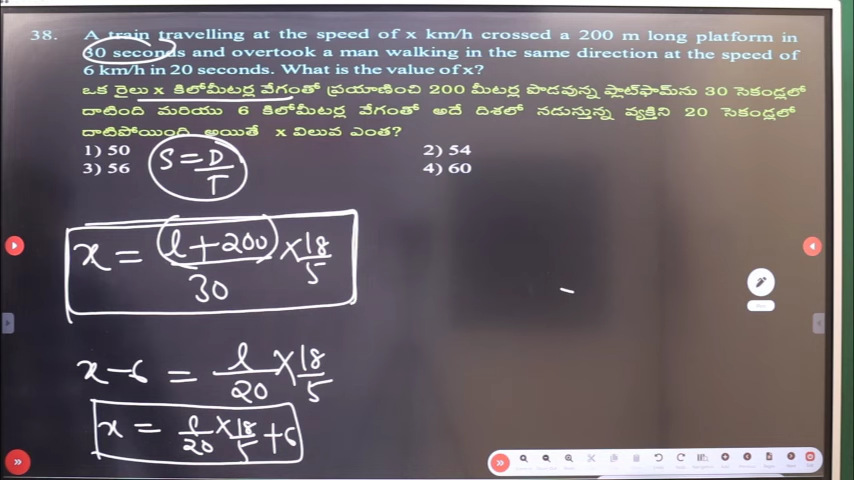 38. A train travelling at the speed of x km/h crossed a 200 m long platform in
30 seconds and overtook a man walking in the same direction at the speed of
6 km/h in 20 seconds. What is the value of x?
ఒక రైలు x కిలోమీటర్ల వేగంతో ప్రయాణించి 200 మీటర్ల పొడవున్న ప్లాట్‌ఫామ్‌ను 30 సెకండ్లలో
దాటింది మరియు 6 కిలోమీటర్ల వేగంతో అదే దిశలో నడుస్తున్న వ్యక్తిని 20 సెకండ్లలో
దాటిపోయింది అయితే x విలువ ఎంత?
1) 50 2) 54
3) 56 4) 60
S = D/T
x = (l + 200)/30 × 18/5
x - 6 = l/20 × 18/5
x = l/20 × 18/5 + 6